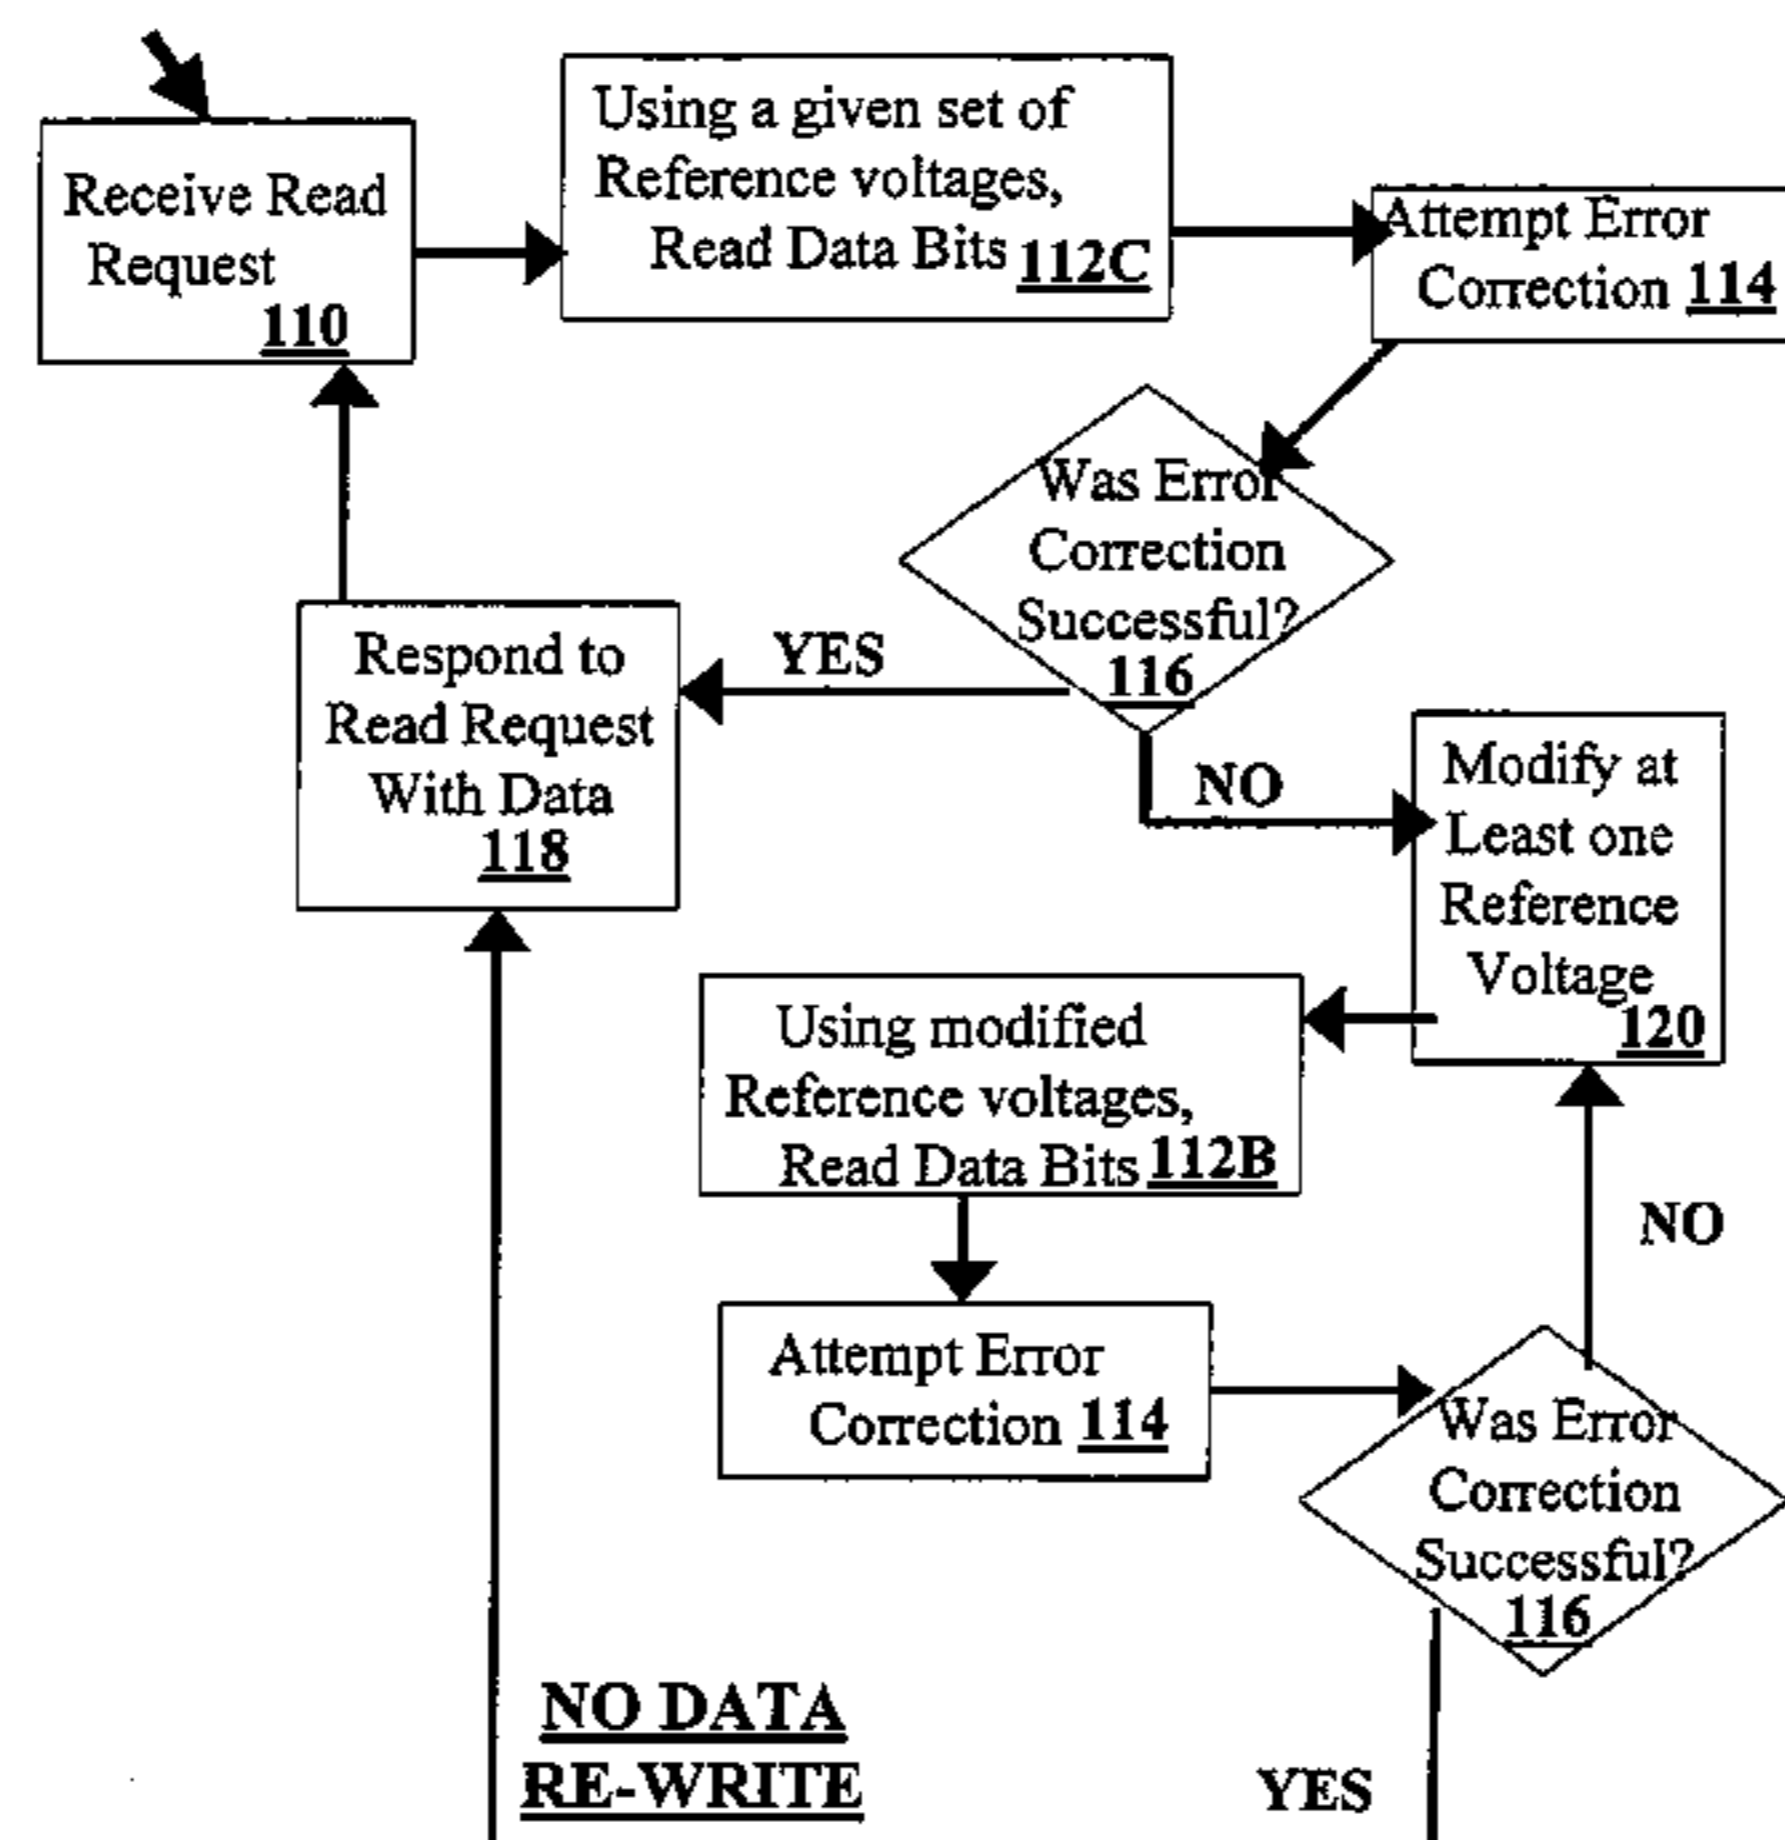 Receive Read
Request
110
Using a given set of
Reference voltages,
Read Data Bits 112C
Attempt Error
Correction 114
Was Error
Correction
Successful?
116
YES
NO
Respond to
Read Request
With Data
118
Modify at
Least one
Reference
Voltage
120
Using modified
Reference voltages,
Read Data Bits 112B
Attempt Error
Correction 114
NO
Was Error
Correction
Successful?
116
NO DATA
RE-WRITE
YES